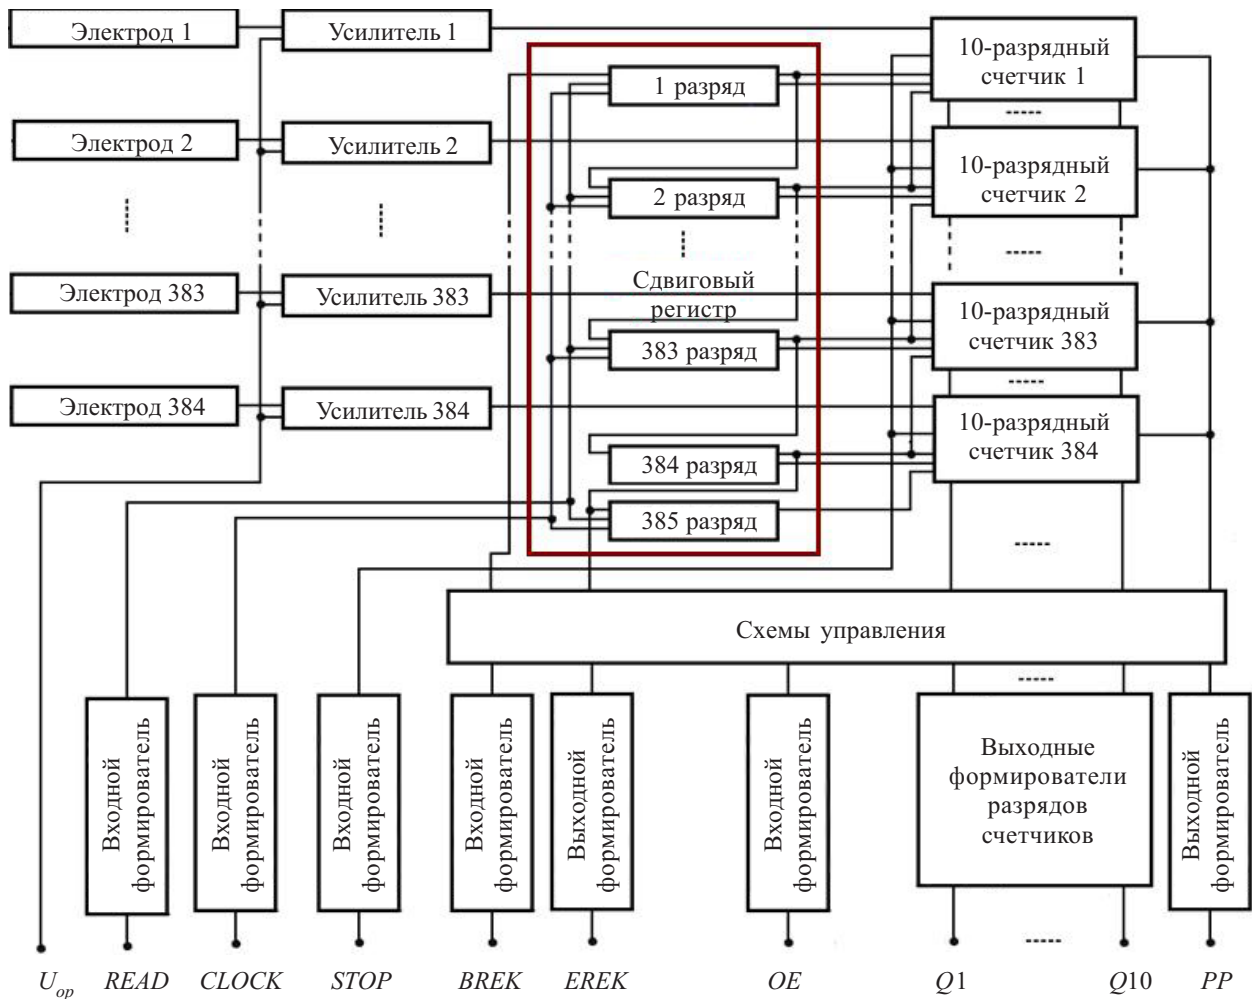 Электрод 1
Усилитель 1
10-разрядный
счетчик 1
1 разряд
Электрод 2
Усилитель 2
10-разрядный
счетчик 2
2 разряд
Электрод 383
Усилитель 383
Сдвиговый
регистр
10-разрядный
счетчик 383
383 разряд
Электрод 384
Усилитель 384
10-разрядный
счетчик 384
384 разряд
385 разряд
Схемы управления
Входной
формирователь
Входной
формирователь
Входной
формирователь
Входной
формирователь
Выходной
формирователь
Входной
формирователь
Выходные
формирователи
разрядов
счетчиков
Выходной
формирователь
Uop READ CLOCK STOP BREK EREK OE Q1 Q10 PP